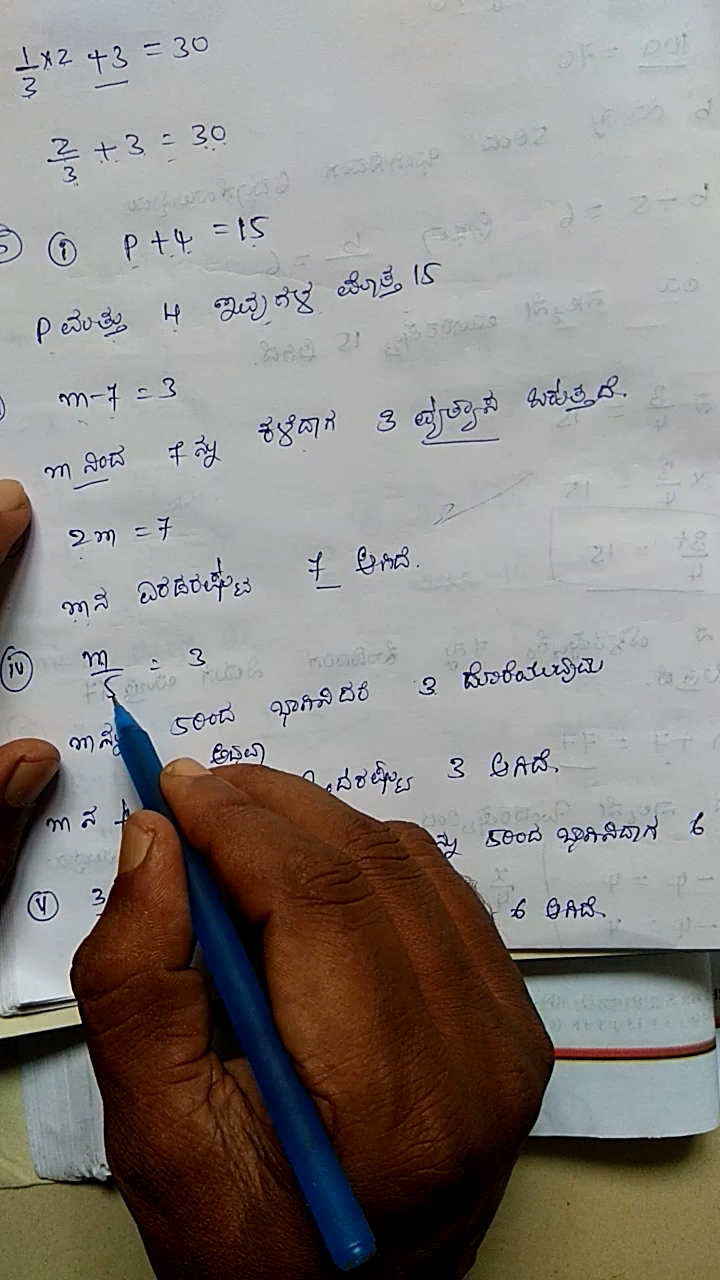 1/3 × 2 + 3 = 30
2/3 + 3 = 30
i p + 4 = 15
p ಮತ್ತು 4 ಇವುಗಳ ಮೊತ್ತ 15
m - 7 = 3
m ನಿಂದ 7 ನ್ನು ಕಳೆದಾಗ 3 ವ್ಯತ್ಯಾಸ ಬರುತ್ತದೆ.
2m = 7
m ನ ಎರಡರಷ್ಟು 7 ಆಗಿದೆ.
iv m/5 = 3
m ನ್ನು 5ರಿಂದ ಭಾಗಿಸಿದರೆ 3 ದೊರೆಯುವುದು
ಅಥವಾ
m ನ 3 ಆಗಿದೆ.
ನ್ನು 5ರಿಂದ ಭಾಗಿಸಿದಾಗ 6
v 3 6 ಆಗಿದೆ.